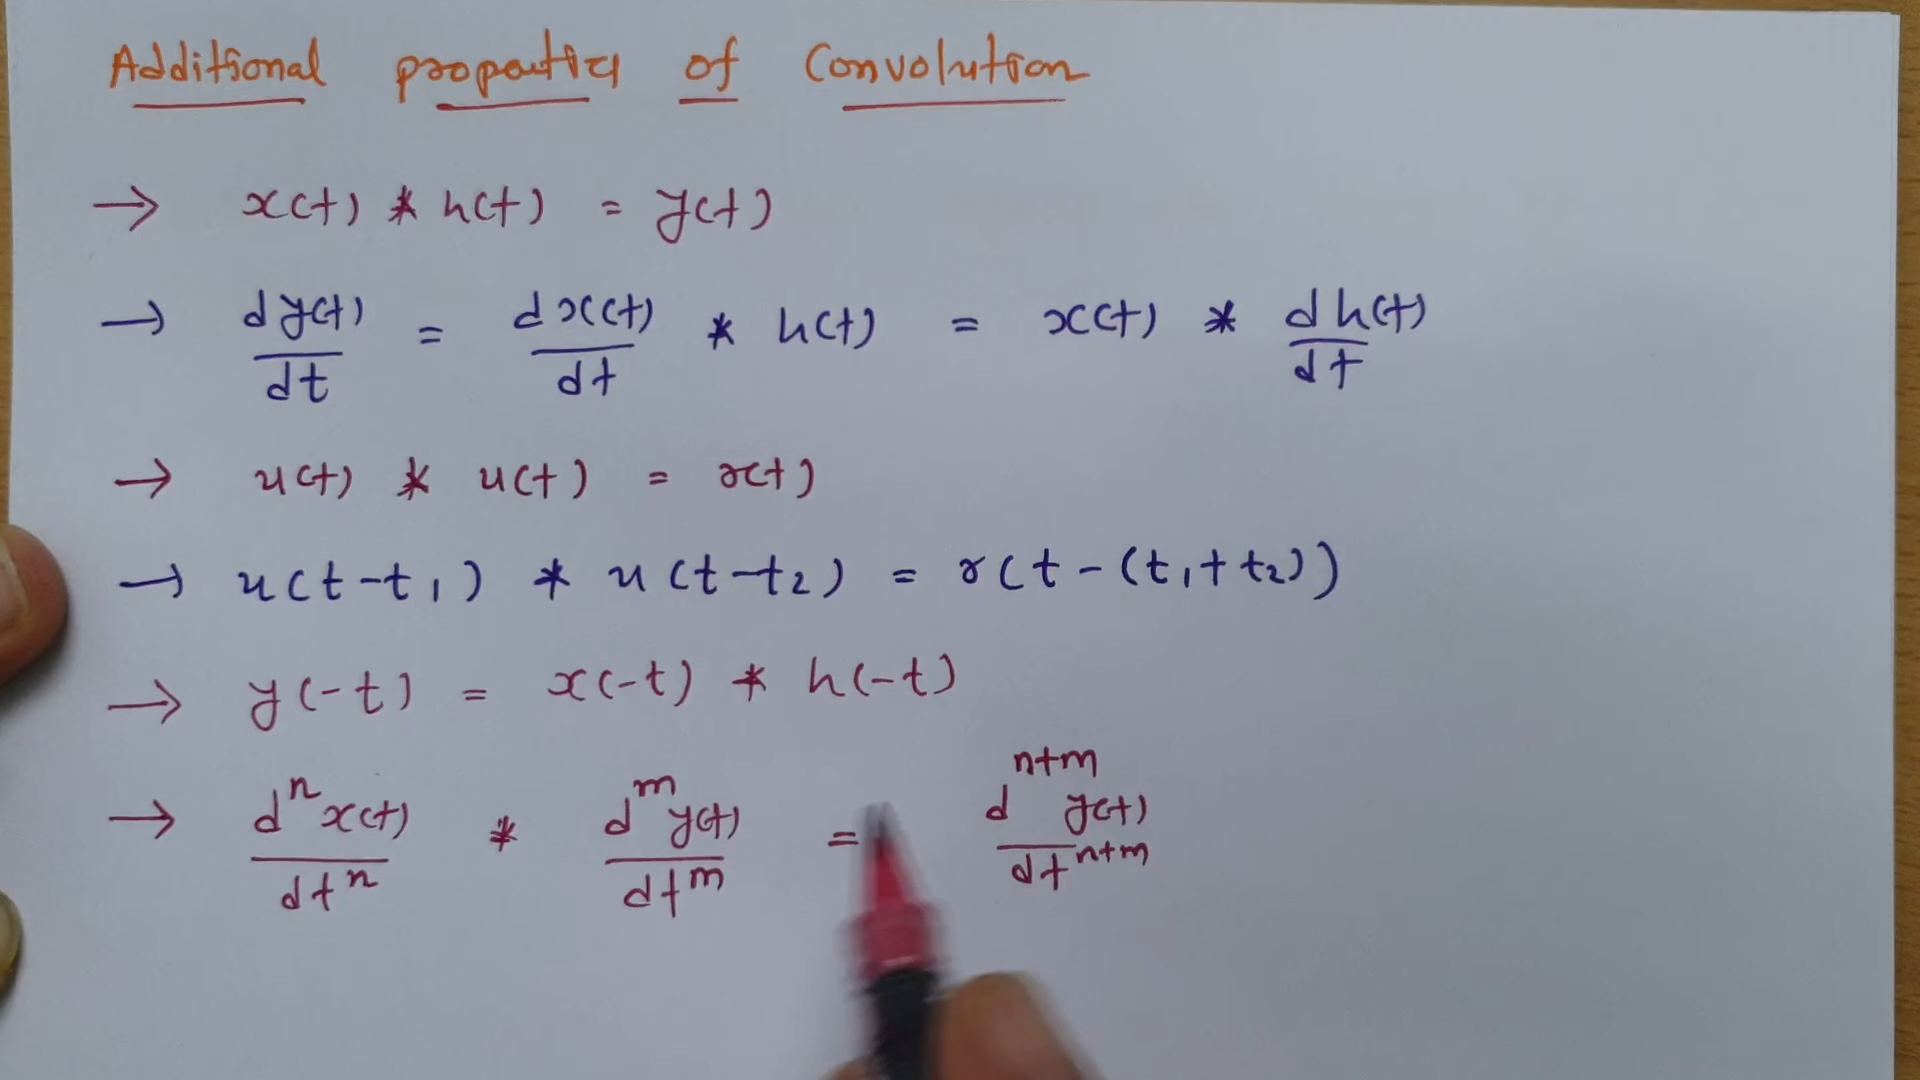 Additional properties of Convolution
→ x(t) * h(t) = y(t)
→ dy(t)/dt = dx(t)/dt * h(t) = x(t) * dh(t)/dt
→ u(t) * u(t) = r(t)
→ u(t-t₁) * u(t-t₂) = r(t-(t₁+t₂))
→ y(-t) = x(-t) * h(-t)
→ dⁿx(t)/dtⁿ * dᵐy(t)/dtᵐ = dⁿ⁺ᵐy(t)/dtⁿ⁺ᵐ